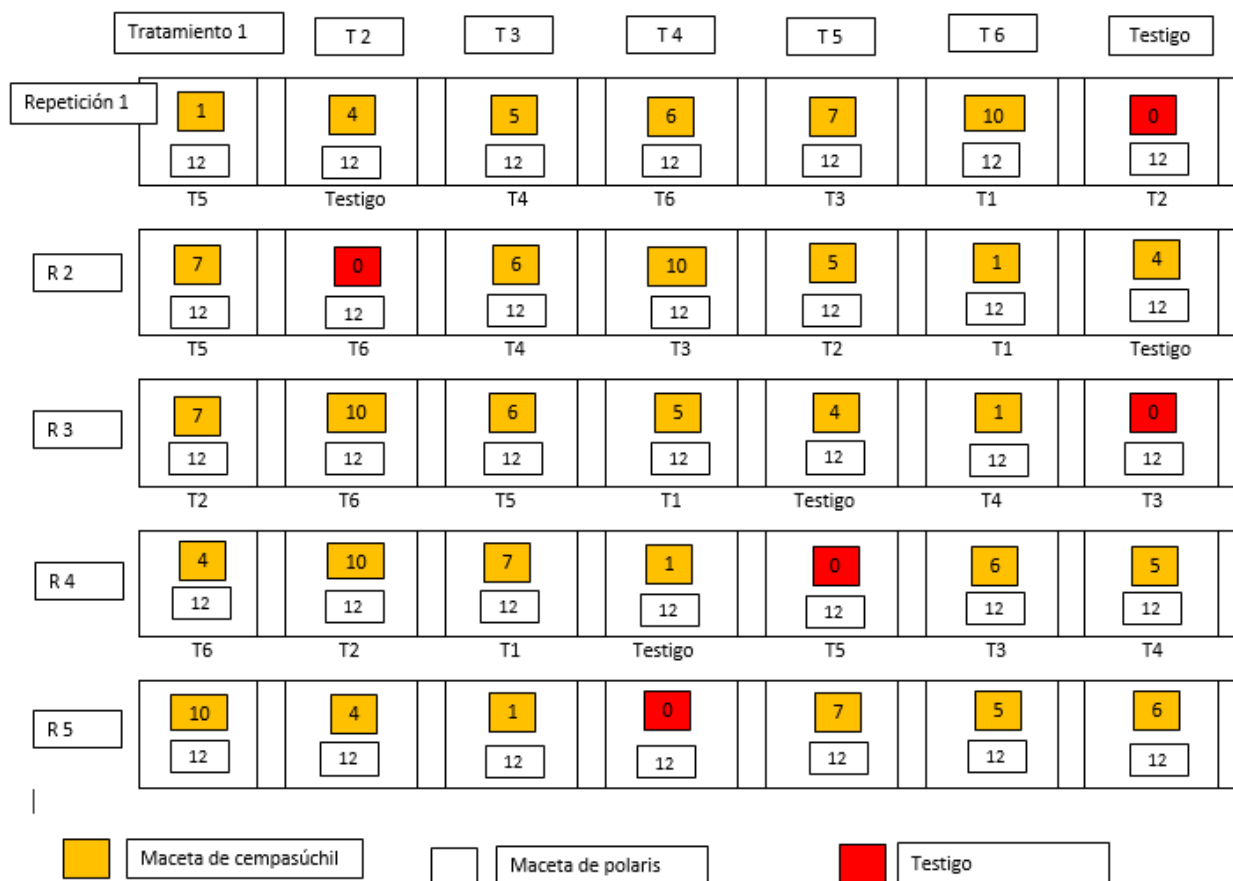 Tratamiento 1 T 2 T 3 T 4 T 5 T 6 Testigo
Repetición 1 1 4 5 6 7 10 0
12 12 12 12 12 12 12
T5 Testigo T4 T6 T3 T1 T2
R 2 7 0 6 10 5 1 4
12 12 12 12 12 12 12
T5 T6 T4 T3 T2 T1 Testigo
R 3 7 10 6 5 4 1 0
12 12 12 12 12 12 12
T2 T6 T5 T1 Testigo T4 T3
R 4 4 10 7 1 0 6 5
12 12 12 12 12 12 12
T6 T2 T1 Testigo T5 T3 T4
R 5 10 4 1 0 7 5 6
12 12 12 12 12 12 12
Maceta de cempasúchil Maceta de polaris Testigo